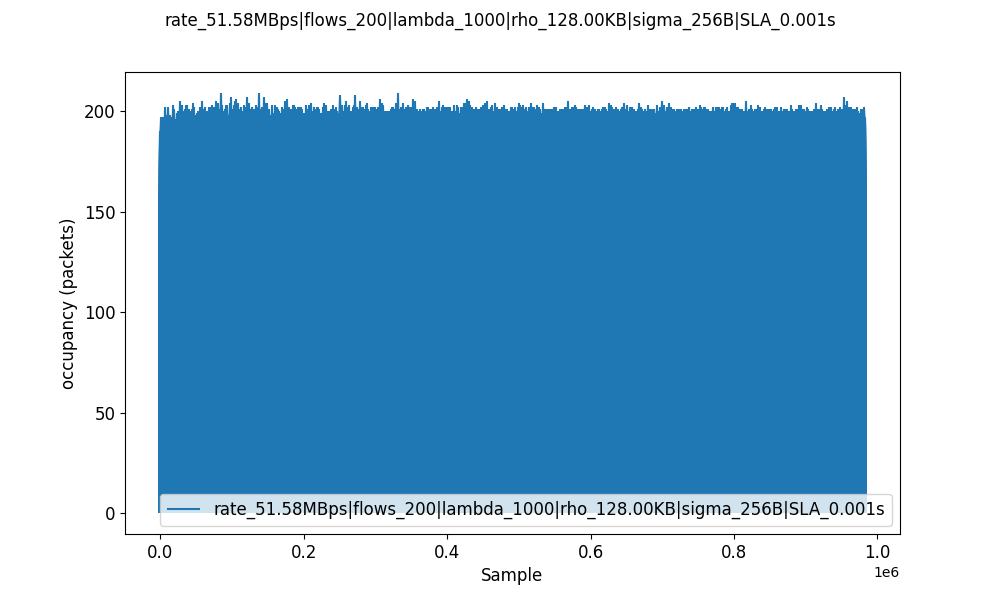 rate_51.58MBps|flows_200|lambda_1000|rho_128.00KB|sigma_256B|SLA_0.001s
200
150
100
50
0
occupancy (packets)
rate_51.58MBps|flows_200|lambda_1000|rho_128.00KB|sigma_256B|SLA_0.001s
0.0 0.2 0.4 0.6 0.8 1.0
1e6
Sample